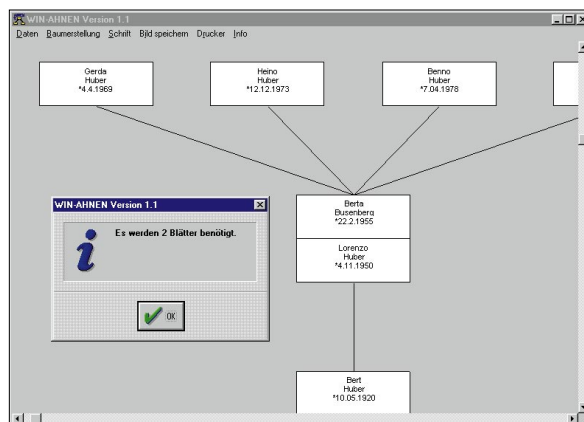 WIN-AHNEN Version 1.1
Daten Baumerstellung Schrift Bild speichern Drucker Info
Gerda
Huber
*4.4.1969
Heino
Huber
*12.12.1973
Benno
Huber
*7.04.1978
WIN-AHNEN Version 1.1
Es werden 2 Blätter benötigt.
OK
Berta
Busenberg
*22.2.1955
Lorenzo
Huber
*4.11.1950
Bert
Huber
*10.05.1920